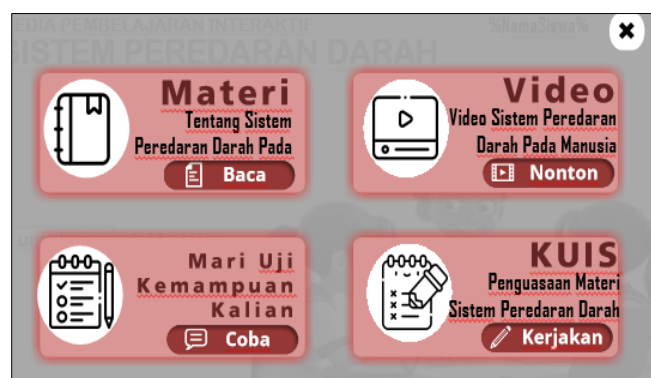 MEDIA PEMBELAJARAN INTERAKTIF
%NamaSiswa%
SISTEM PEREDARAN DARAH
Materi
Tentang Sistem
Peredaran Darah Pada
Baca
Video
Video Sistem Peredaran
Darah Pada Manusia
Nonton
Mari Uji
Kemampuan
Kalian
Coba
KUIS
Penguasaan Materi
Sistem Peredaran Darah
Kerjakan